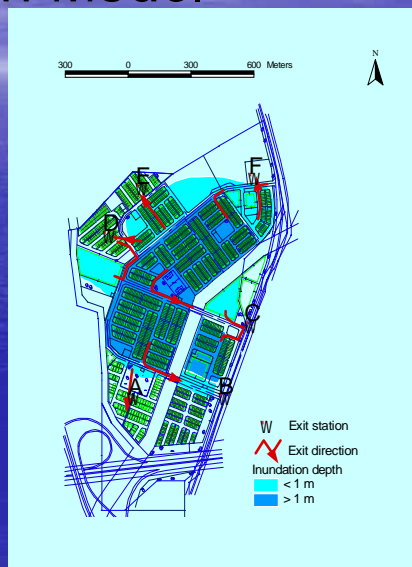 N
300 0 300 600 Meters
E
F
D
C
A
B
Exit station
Exit direction
Inundation depth
< 1 m
> 1 m